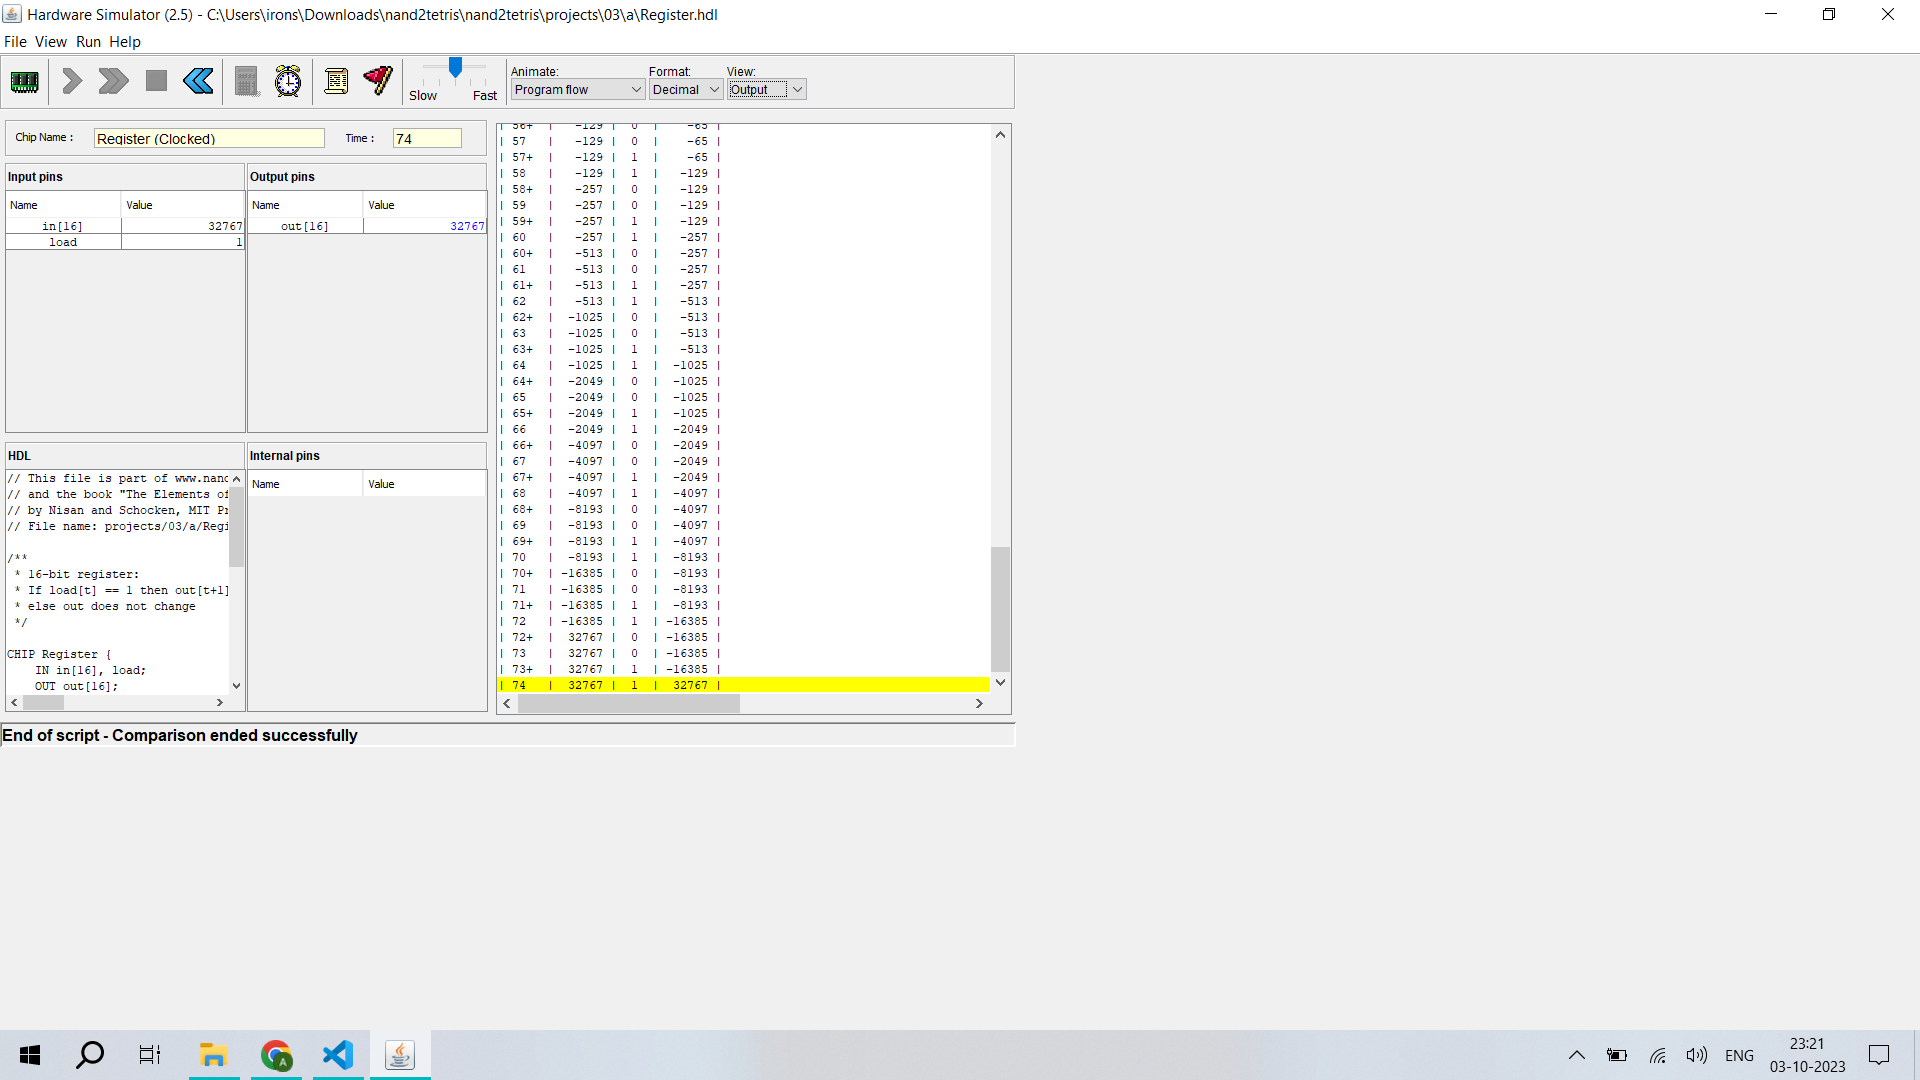 Hardware Simulator (2.5) - C:\Users\irons\Downloads\nand2tetris\nand2tetris\projects\03\a\Register.hdl
File View Run Help
Slow Fast
Animate: Format: View:
Program flow Decimal Output
Chip Name : Register (Clocked) Time : 74
Input pins Output pins
Name Value Name Value
in[16] 32767 out[16] 32767
load 1
HDL Internal pins
Name Value
// This file is part of www.nand
// and the book "The Elements of
// by Nisan and Schocken, MIT Pr
// File name: projects/03/a/Regi
/**
* 16-bit register:
* If load[t] == 1 then out[t+1]
* else out does not change
*/
CHIP Register {
IN in[16], load;
OUT out[16];
| 56+ | -129 | 0 | -65 |
| 57 | -129 | 0 | -65 |
| 57+ | -129 | 1 | -65 |
| 58 | -129 | 1 | -129 |
| 58+ | -257 | 0 | -129 |
| 59 | -257 | 0 | -129 |
| 59+ | -257 | 1 | -129 |
| 60 | -257 | 1 | -257 |
| 60+ | -513 | 0 | -257 |
| 61 | -513 | 0 | -257 |
| 61+ | -513 | 1 | -257 |
| 62 | -513 | 1 | -513 |
| 62+ | -1025 | 0 | -513 |
| 63 | -1025 | 0 | -513 |
| 63+ | -1025 | 1 | -513 |
| 64 | -1025 | 1 | -1025 |
| 64+ | -2049 | 0 | -1025 |
| 65 | -2049 | 0 | -1025 |
| 65+ | -2049 | 1 | -1025 |
| 66 | -2049 | 1 | -2049 |
| 66+ | -4097 | 0 | -2049 |
| 67 | -4097 | 0 | -2049 |
| 67+ | -4097 | 1 | -2049 |
| 68 | -4097 | 1 | -4097 |
| 68+ | -8193 | 0 | -4097 |
| 69 | -8193 | 0 | -4097 |
| 69+ | -8193 | 1 | -4097 |
| 70 | -8193 | 1 | -8193 |
| 70+ | -16385 | 0 | -8193 |
| 71 | -16385 | 0 | -8193 |
| 71+ | -16385 | 1 | -8193 |
| 72 | -16385 | 1 | -16385 |
| 72+ | 32767 | 0 | -16385 |
| 73 | 32767 | 0 | -16385 |
| 73+ | 32767 | 1 | -16385 |
| 74 | 32767 | 1 | 32767 |
End of script - Comparison ended successfully
A
ENG
23:21
03-10-2023